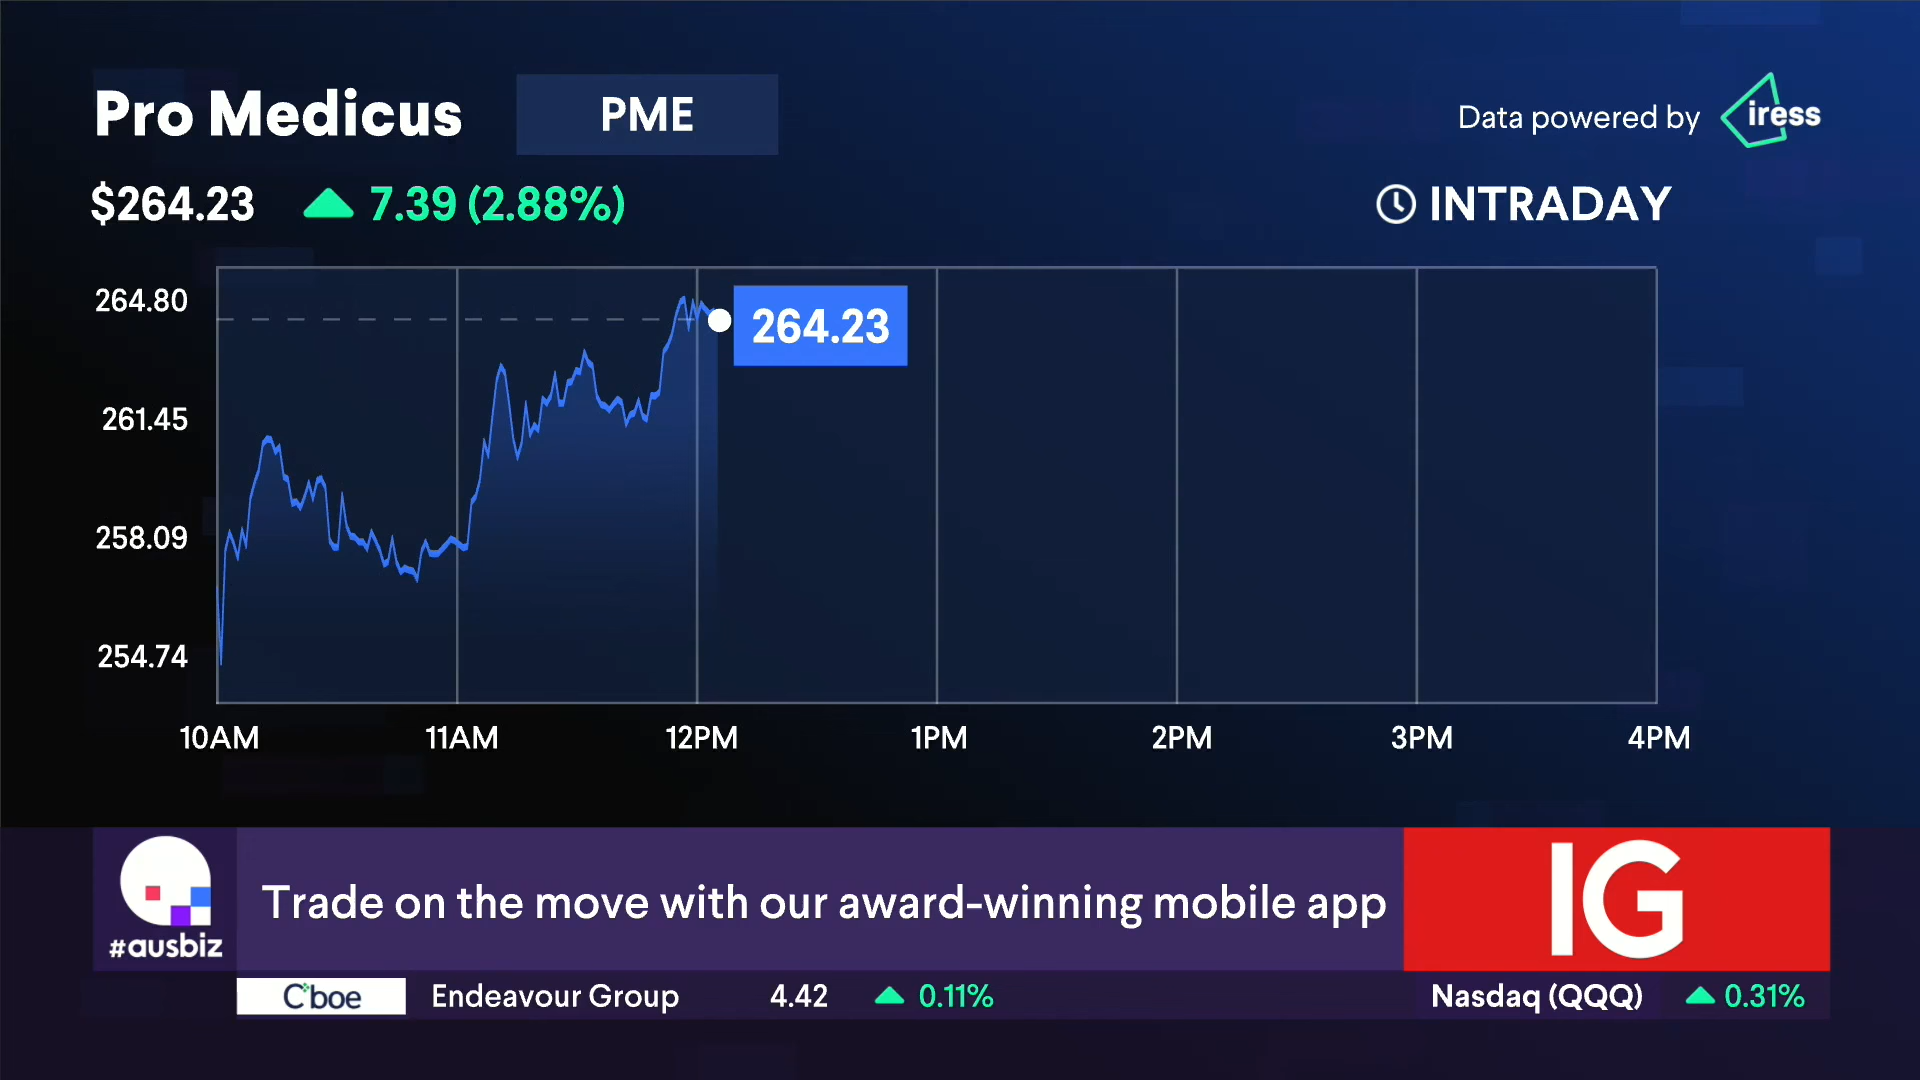 Pro Medicus PME
Data powered by iress
$264.23 7.39 (2.88%)
INTRADAY
264.80
264.23
261.45
258.09
254.74
10AM 11AM 12PM 1PM 2PM 3PM 4PM
#ausbiz
Trade on the move with our award-winning mobile app
IG
Cboe Endeavour Group 4.42 0.11% Nasdaq (QQQ) 0.31%